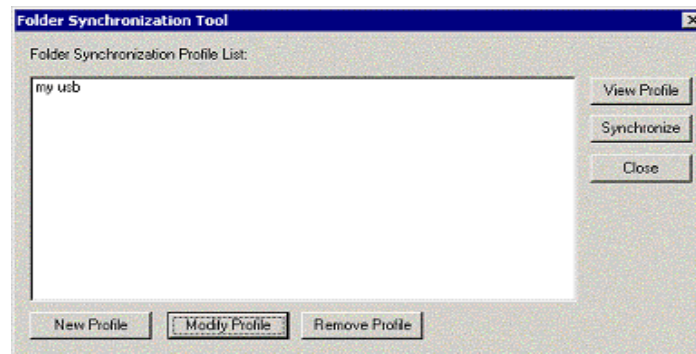 Folder Synchronization Tool
Folder Synchronization Profile List:
my usb
View Profile
Synchronize
Close
New Profile
Modify Profile
Remove Profile